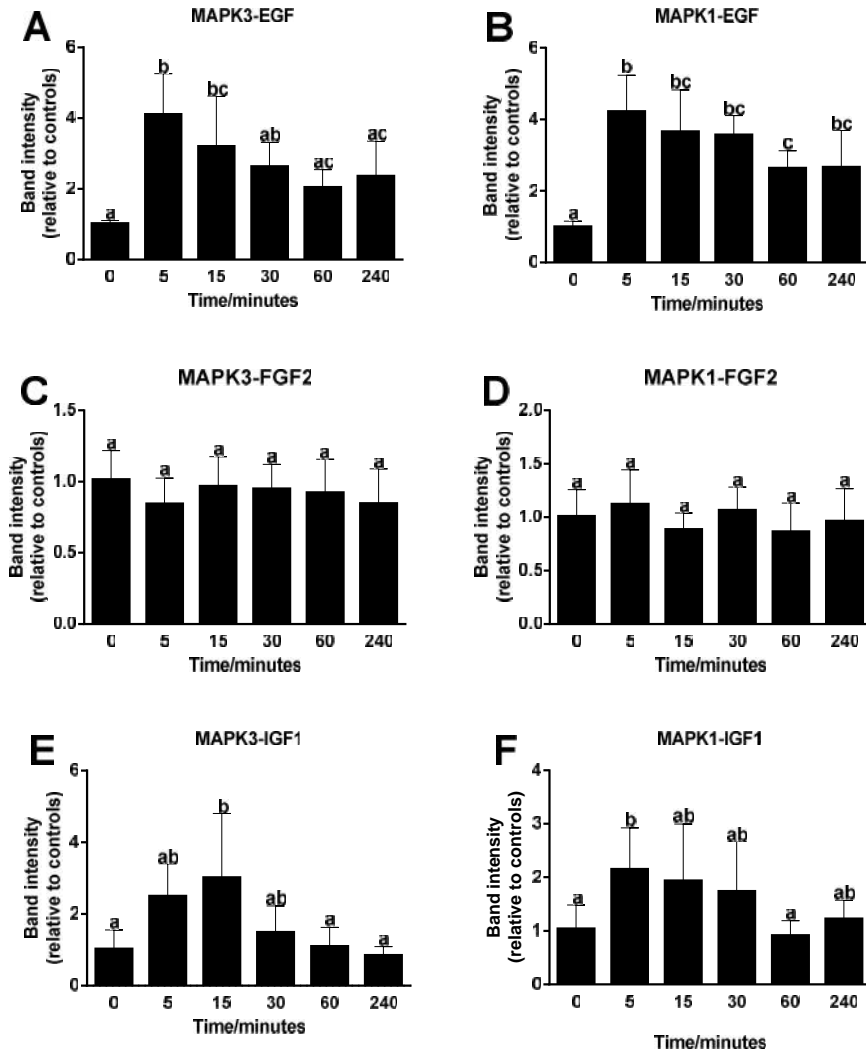 A
MAPK3-EGF
Band intensity
(relative to controls)
6
4
2
0
a
b
bc
ab
ac
ac
0 5 15 30 60 240
Time/minutes
B
MAPK1-EGF
Band intensity
(relative to controls)
6
4
2
0
a
b
bc
bc
c
bc
0 5 15 30 60 240
Time/minutes
C
MAPK3-FGF2
Band intensity
(relative to controls)
1.5
1.0
0.5
0.0
a a a a a a
0 5 15 30 60 240
Time/minutes
D
MAPK1-FGF2
Band intensity
(relative to controls)
2.0
1.5
1.0
0.5
0.0
a a a a a a
0 5 15 30 60 240
Time/minutes
E
MAPK3-IGF1
Band intensity
(relative to controls)
6
4
2
0
a
ab
b
ab
a
a
0 5 15 30 60 240
Time/minutes
F
MAPK1-IGF1
Band intensity
(relative to controls)
4
3
2
1
0
a
b
ab
ab
a
ab
0 5 15 30 60 240
Time/minutes